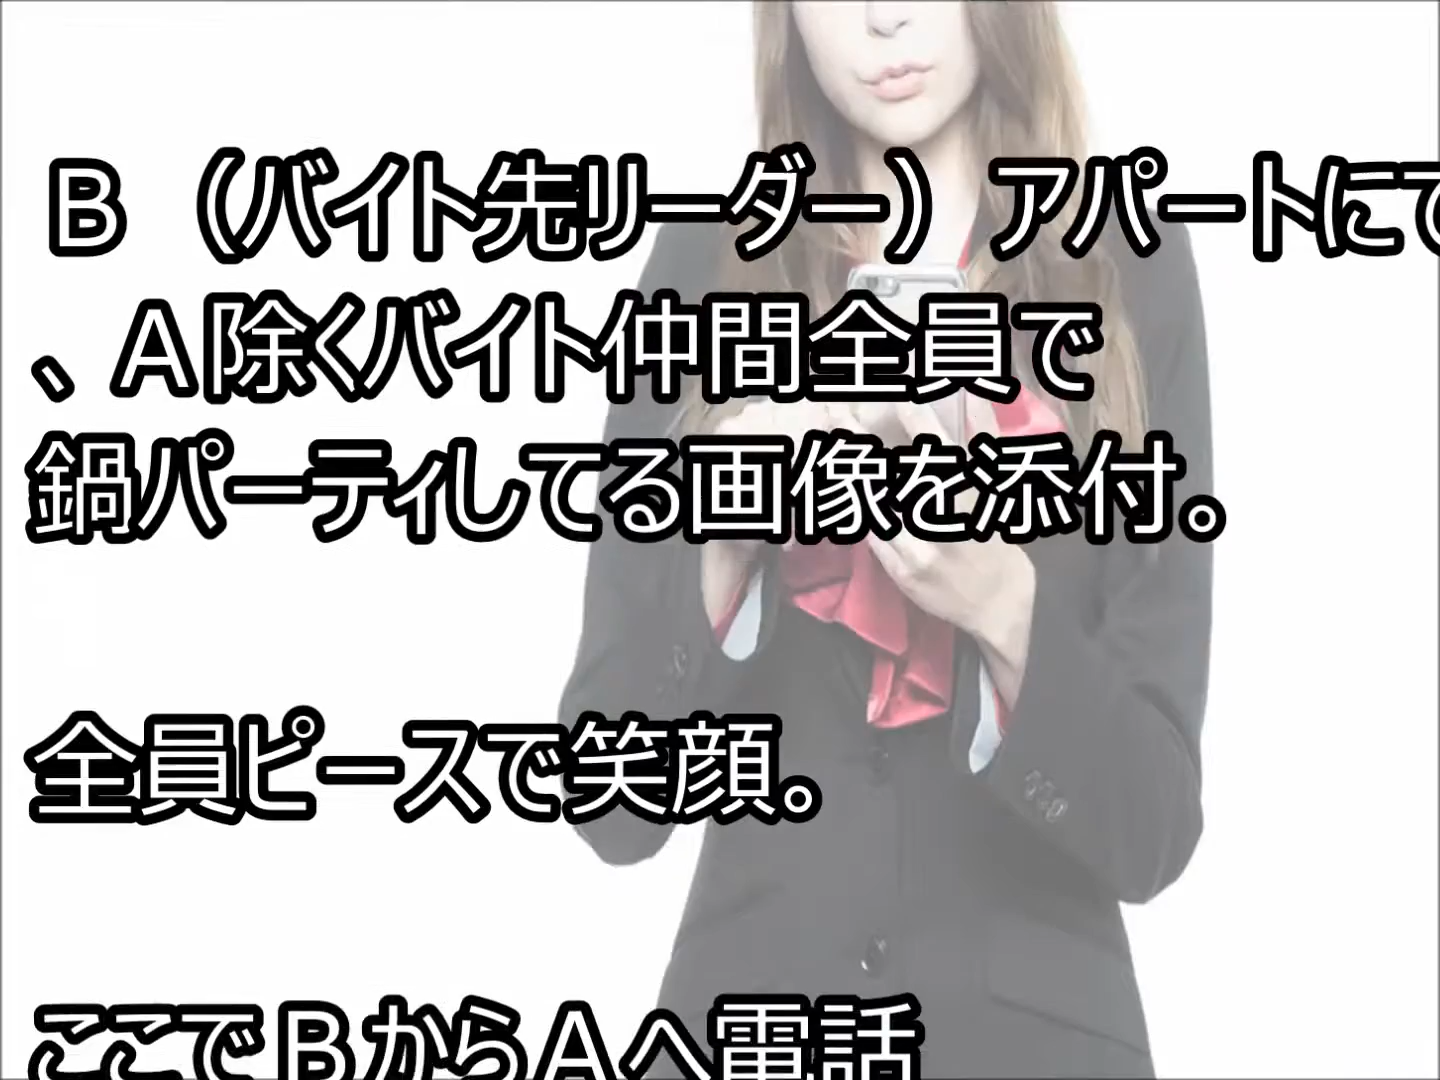 Ｂ（バイト先リーダー）アパートにて
、Ａ除くバイト仲間全員で
鍋パーティしてる画像を添付。
全員ピースで笑顔。
ここでＢからＡへ電話